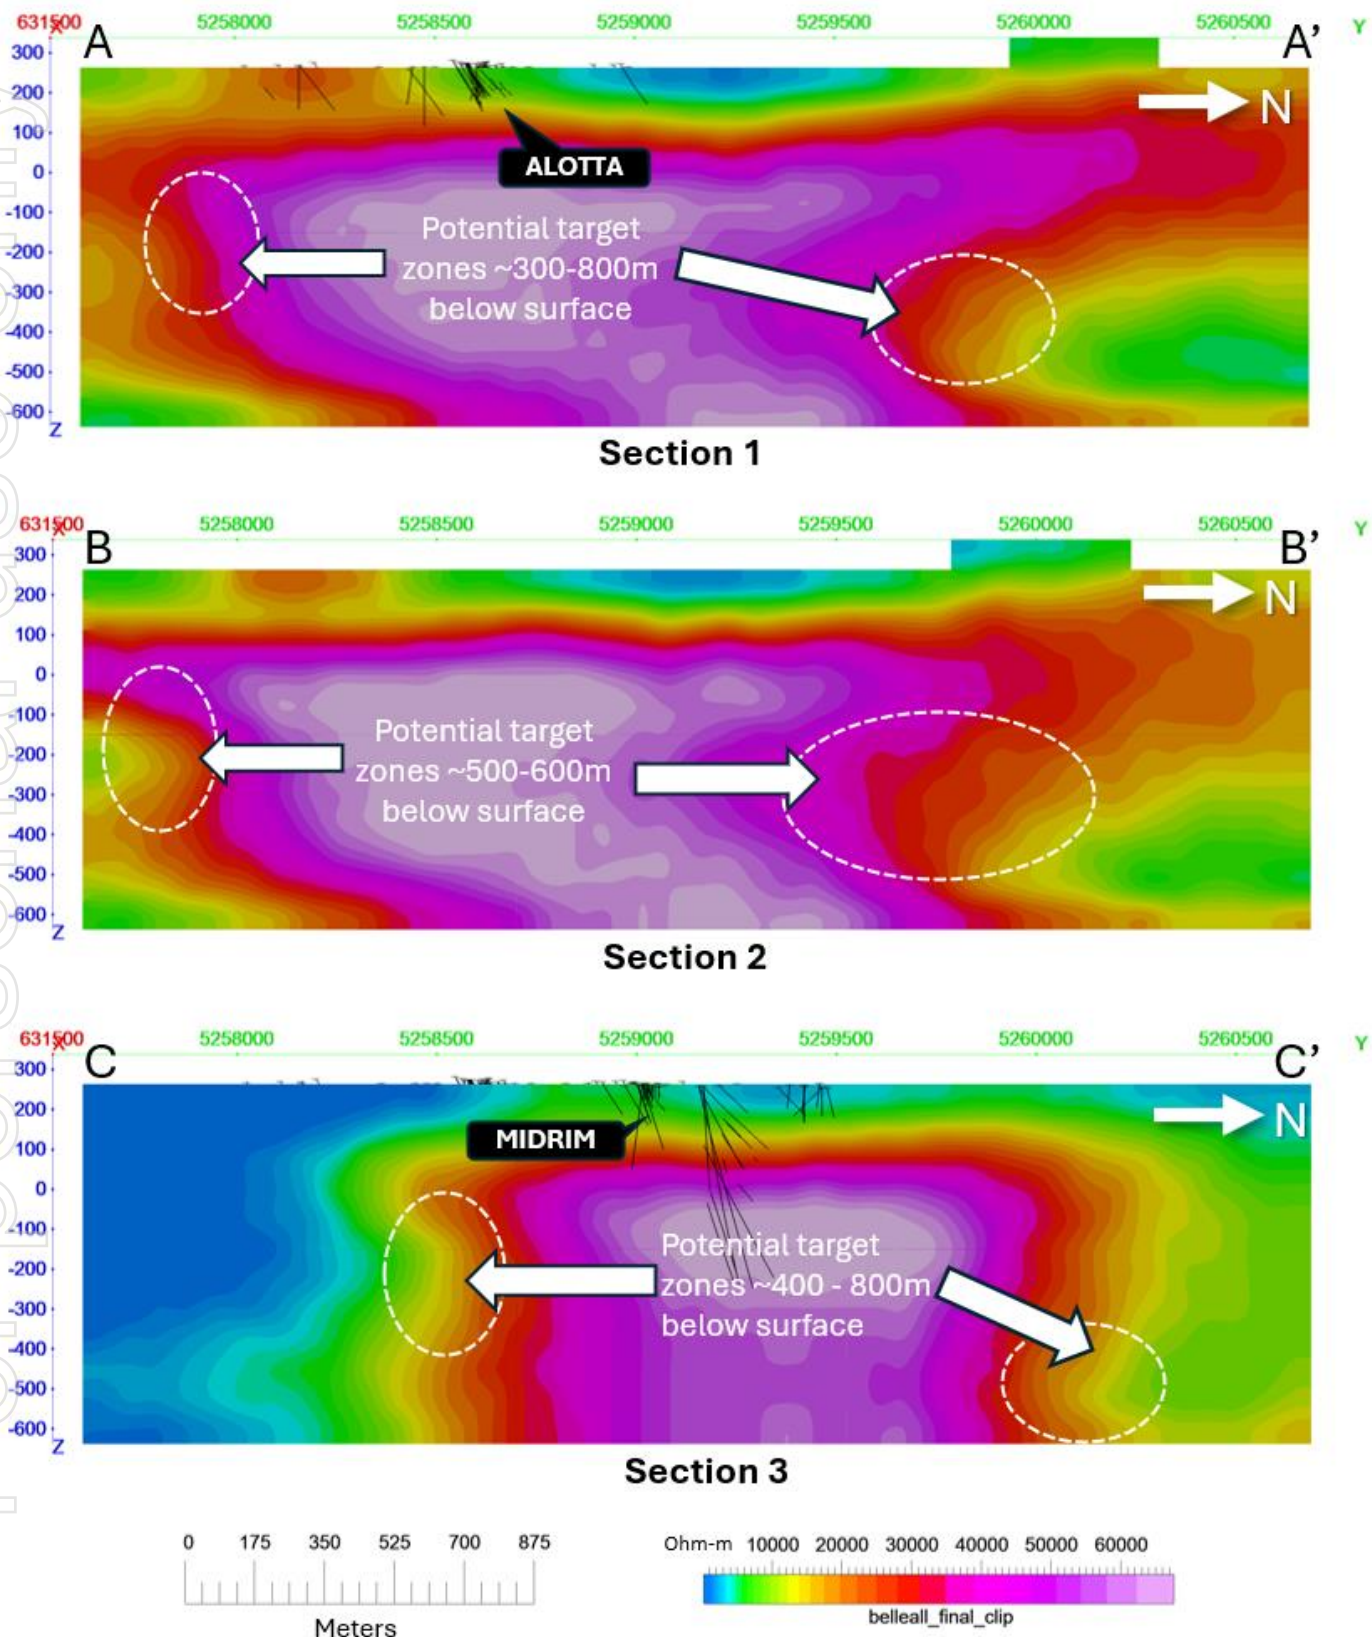 631500 5258000 5258500 5259000 5259500 5260000 5260500 Y
X
A A’
300
200
N
100
ALOTTA
0
-100
Potential target
-200
zones ~300-800m
-300
below surface
-400
-500
-600
Z
Section 1
631500 5258000 5258500 5259000 5259500 5260000 5260500 Y
X
B B’
300
200
N
100
0
-100
Potential target
-200
zones ~500-600m
-300
below surface
-400
-500
-600
Z
Section 2
631500 5258000 5258500 5259000 5259500 5260000 5260500 Y
X
C C’
300
200
N
MIDRIM
100
0
-100
Potential target
-200
zones ~400 - 800m
-300
below surface
-400
-500
-600
Z
Section 3
0 175 350 525 700 875
Meters
Ohm-m 10000 20000 30000 40000 50000 60000
belleall_final_clip